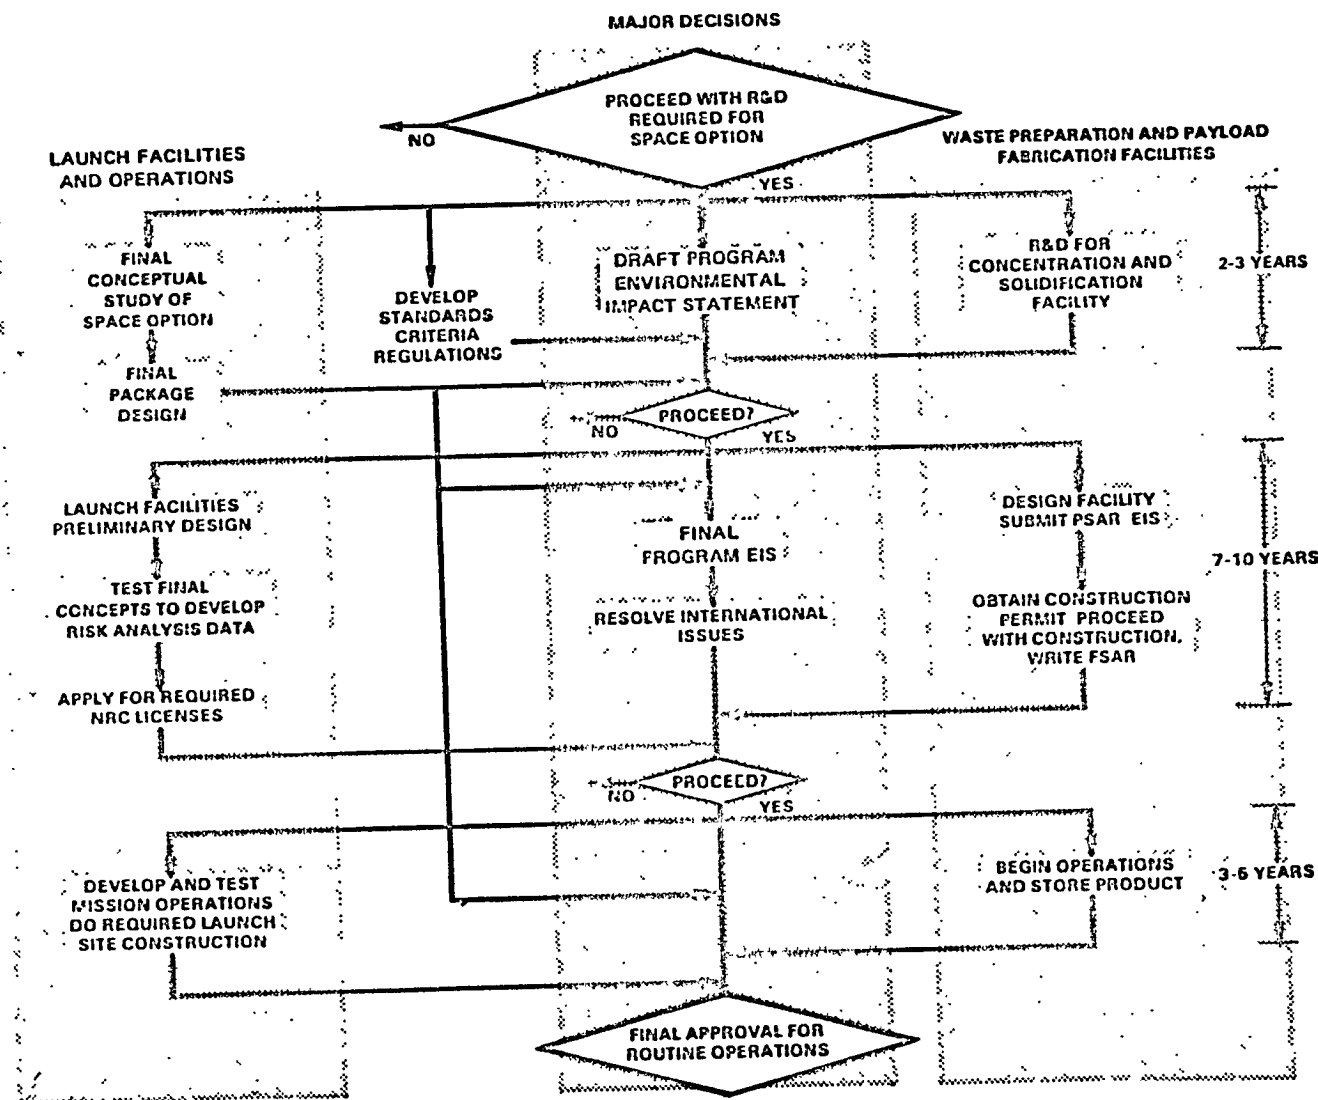 MAJOR DECISIONS
PROCEED WITH R&D
REQUIRED FOR
SPACE OPTION
NO
YES
LAUNCH FACILITIES
AND OPERATIONS
WASTE PREPARATION AND PAYLOAD
FABRICATION FACILITIES
FINAL
CONCEPTUAL
STUDY OF
SPACE OPTION
DEVELOP
STANDARDS
CRITERIA
REGULATIONS
DRAFT PROGRAM
ENVIRONMENTAL
IMPACT STATEMENT
R&D FOR
CONCENTRATION AND
SOLIDIFICATION
FACILITY
2-3 YEARS
FINAL
PACKAGE
DESIGN
PROCEED?
NO
YES
LAUNCH FACILITIES
PRELIMINARY DESIGN
FINAL
PROGRAM EIS
DESIGN FACILITY
SUBMIT PSAR EIS
7-10 YEARS
TEST FINAL
CONCEPTS TO DEVELOP
RISK ANALYSIS DATA
RESOLVE INTERNATIONAL
ISSUES
OBTAIN CONSTRUCTION
PERMIT PROCEED
WITH CONSTRUCTION,
WRITE FSAR
APPLY FOR REQUIRED
NRC LICENSES
PROCEED?
NO
YES
DEVELOP AND TEST
MISSION OPERATIONS
DO REQUIRED LAUNCH
SITE CONSTRUCTION
BEGIN OPERATIONS
AND STORE PRODUCT
YEARS
FINAL APPROVAL FOR
ROUTINE OPERATIONS